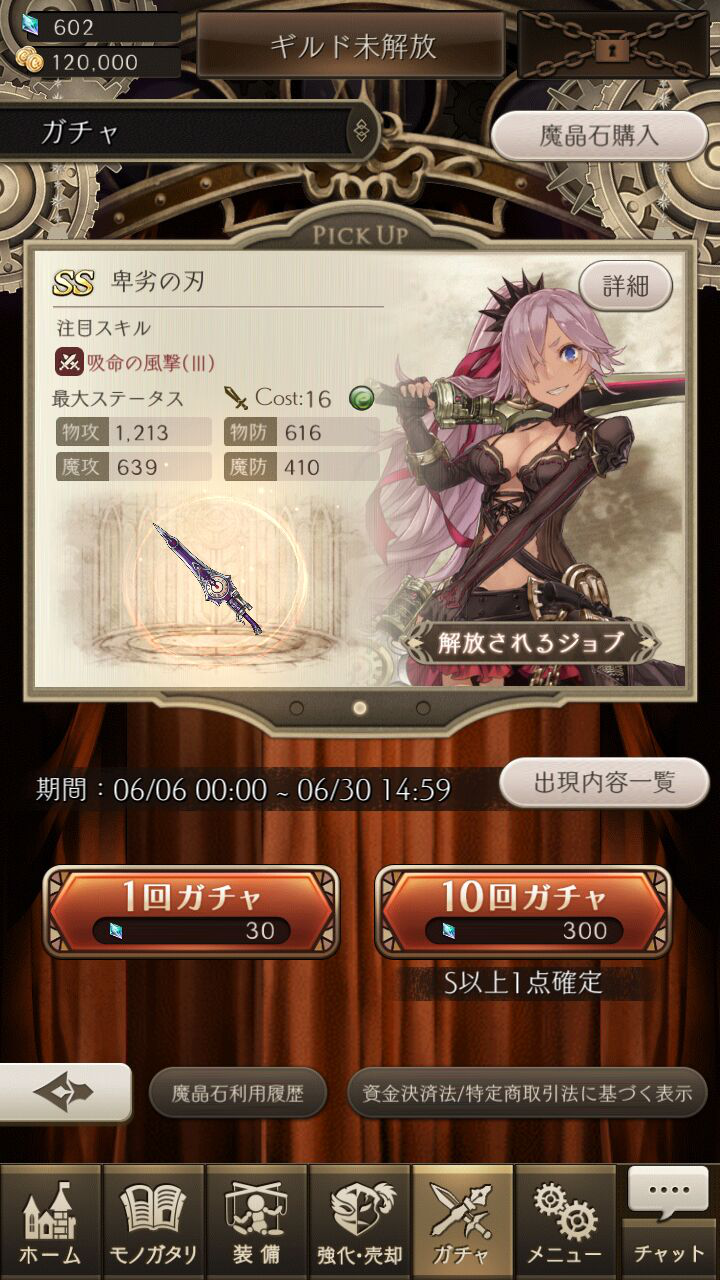 602
120,000
ギルド未解放
ガチャ
魔晶石購入
PICK UP
SS 卑劣の刃
詳細
注目スキル
吸命の風撃(Ⅲ)
最大ステータス Cost:16
物攻 1,213 物防 616
魔攻 639 魔防 410
解放されるジョブ
期間：06/06 00:00 ~ 06/30 14:59
出現内容一覧
1回ガチャ
30
10回ガチャ
300
S以上1点確定
魔晶石利用履歴
資金決済法/特定商取引法に基づく表示
ホーム
モノガタリ
装備
強化・売却
ガチャ
メニュー
チャット